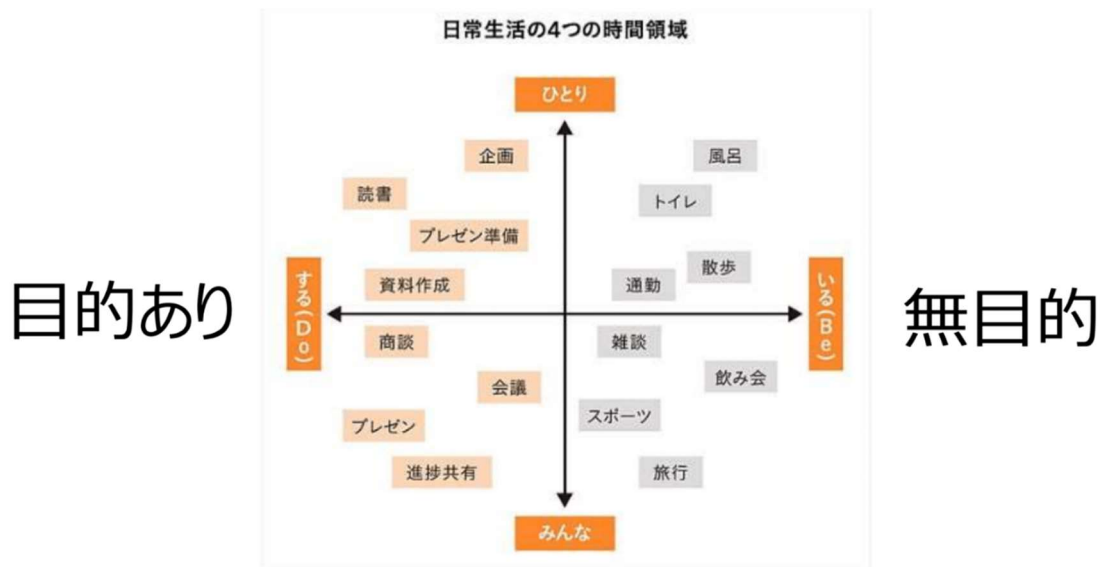 日常生活の4つの時間領域
ひとり
企画
風呂
読書
トイレ
プレゼン準備
散歩
資料作成
通勤
目的あり
する(Do)
いる(Be)
無目的
商談
雑談
会議
飲み会
プレゼン
スポーツ
進捗共有
旅行
みんな